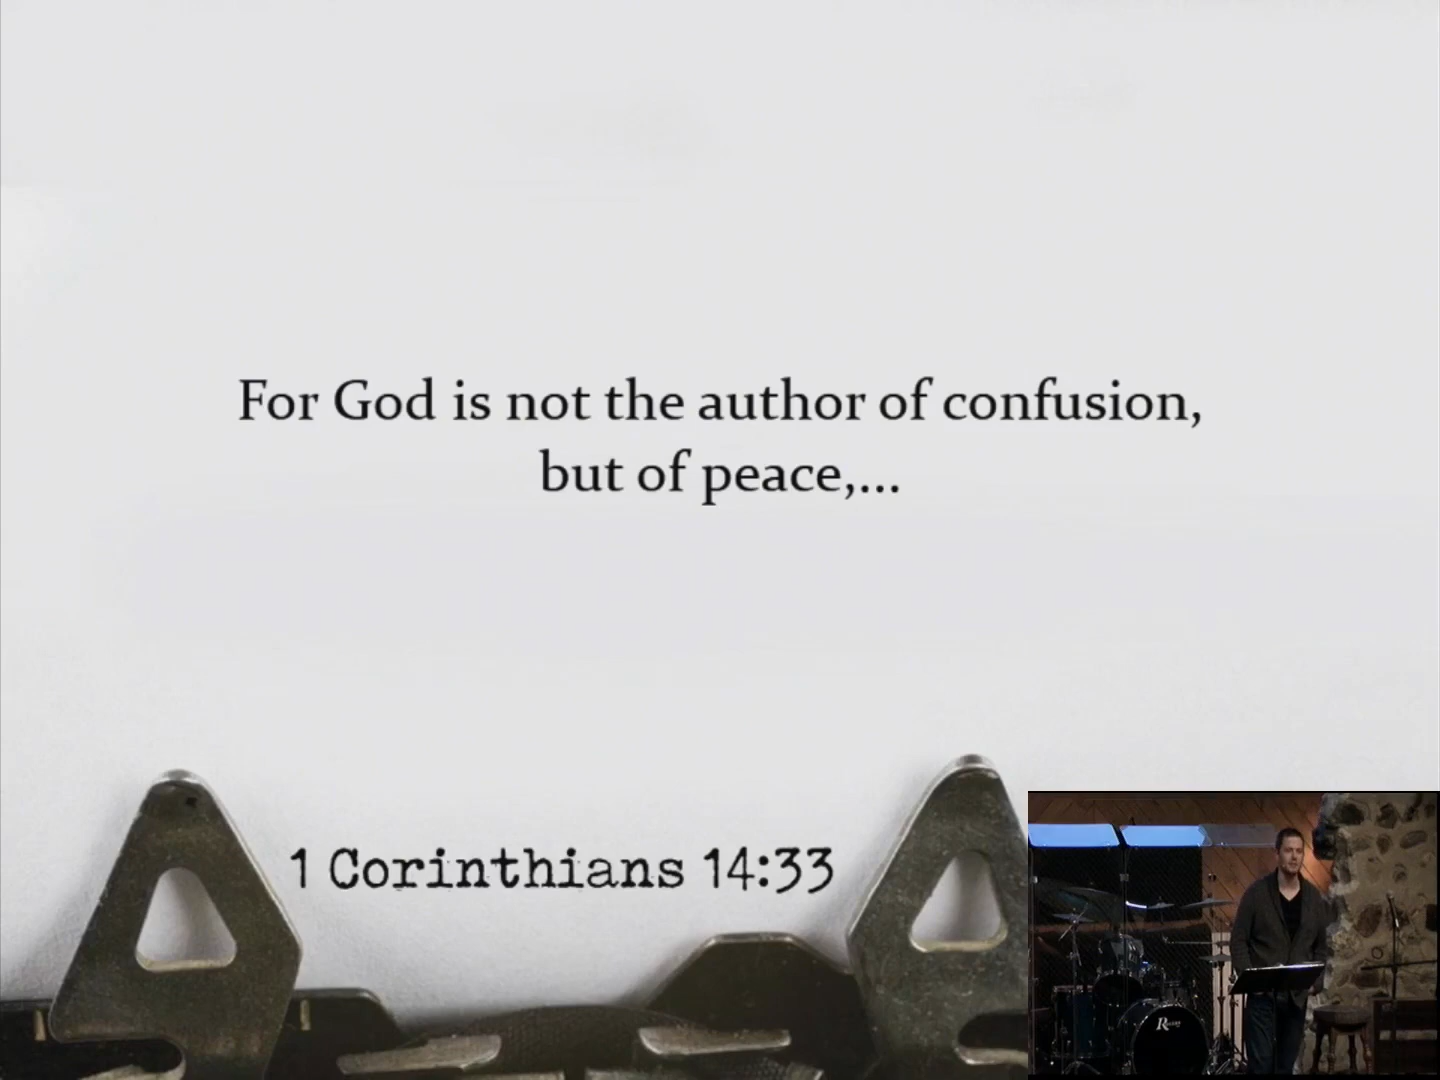 For God is not the author of confusion,
but of peace,...
1 Corinthians 14:33